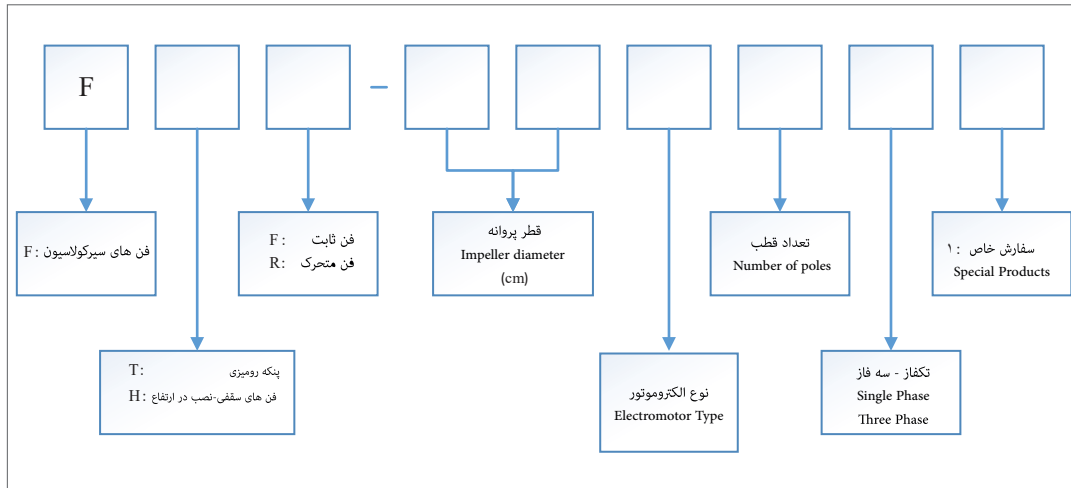 F
–
F : فن های سیرکولاسیون
F : فن ثابت
R : فن متحرک
قطر پروانه
Impeller diameter
(cm)
تعداد قطب
Number of poles
۱ : سفارش خاص
Special Products
T : پنکه رومیزی
H : فن های سقفی-نصب در ارتفاع
نوع الکتروموتور
Electromotor Type
تکفاز - سه فاز
Single Phase
Three Phase